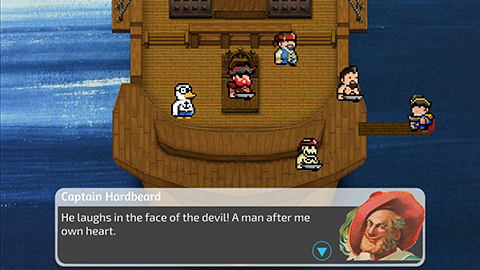 Captain Hardbeard
He laughs in the face of the devil! A man after me
own heart.